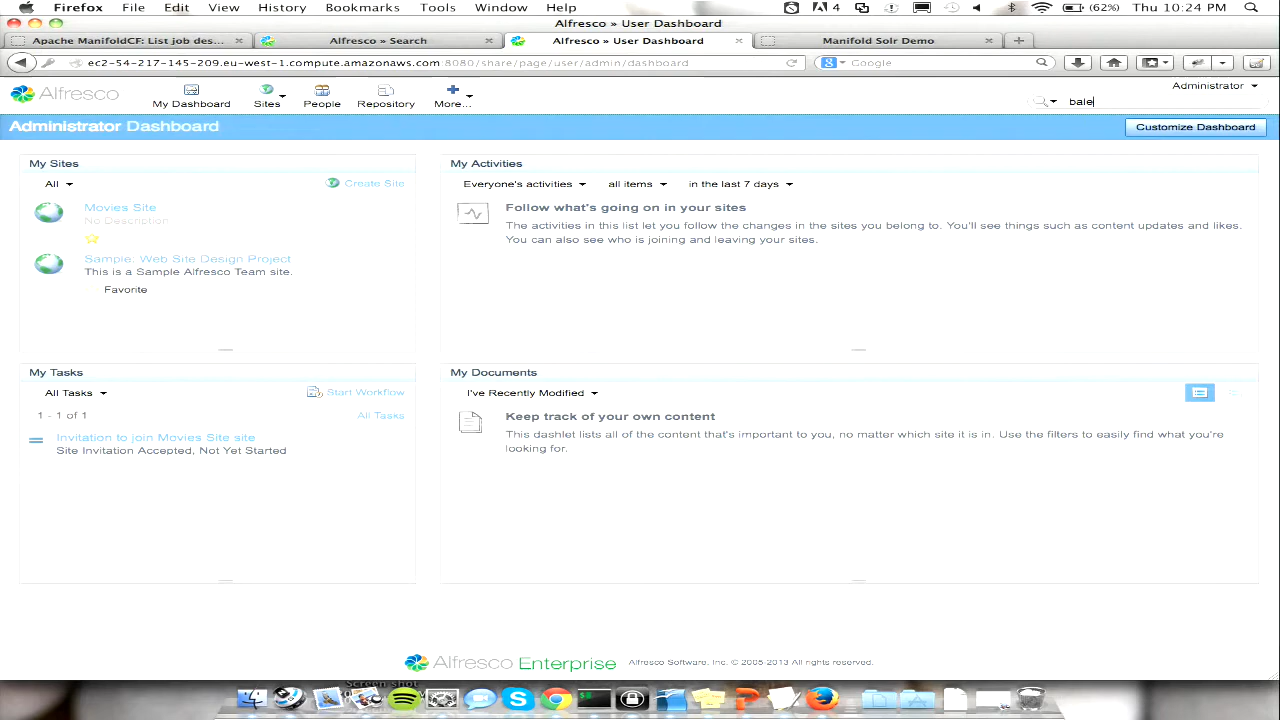 Firefox File Edit View History Bookmarks Tools Window Help 4 (62%) Thu 10:24 PM
Alfresco » User Dashboard
Apache ManifoldCF: List job des... Alfresco » Search Alfresco » User Dashboard Manifold Solr Demo
ec2-54-217-145-209.eu-west-1.compute.amazonaws.com:8080/share/page/user/admin/dashboard Google
Administrator
Alfresco My Dashboard Sites People Repository More... bale
Administrator Dashboard Customize Dashboard
My Sites
All Create Site
Movies Site
No Description
Sample: Web Site Design Project
This is a Sample Alfresco Team site.
Favorite
My Activities
Everyone's activities all items in the last 7 days
Follow what's going on in your sites
The activities in this list let you follow the changes in the sites you belong to. You'll see things such as content updates and likes.
You can also see who is joining and leaving your sites.
My Tasks
All Tasks Start Workflow
1 - 1 of 1 All Tasks
Invitation to join Movies SIte site
Site Invitation Accepted, Not Yet Started
My Documents
I've Recently Modified
Keep track of your own content
This dashlet lists all of the content that's important to you, no matter which site it is in. Use the filters to easily find what you're
looking for.
Alfresco Enterprise Alfresco Software, Inc. © 2005-2013 All rights reserved.
Screen shot